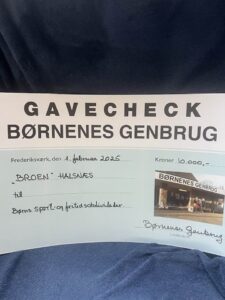 GAVECHECK
BØRNENES GENBRUG
Frederiksværk, den 1. februar 2025 Kroner 10.000,-
"BROEN" HALSNÆS
til
Børns sport- og fritidsaktiviteter.
BØRNENES GENBRUG
Børnenes Genbrug